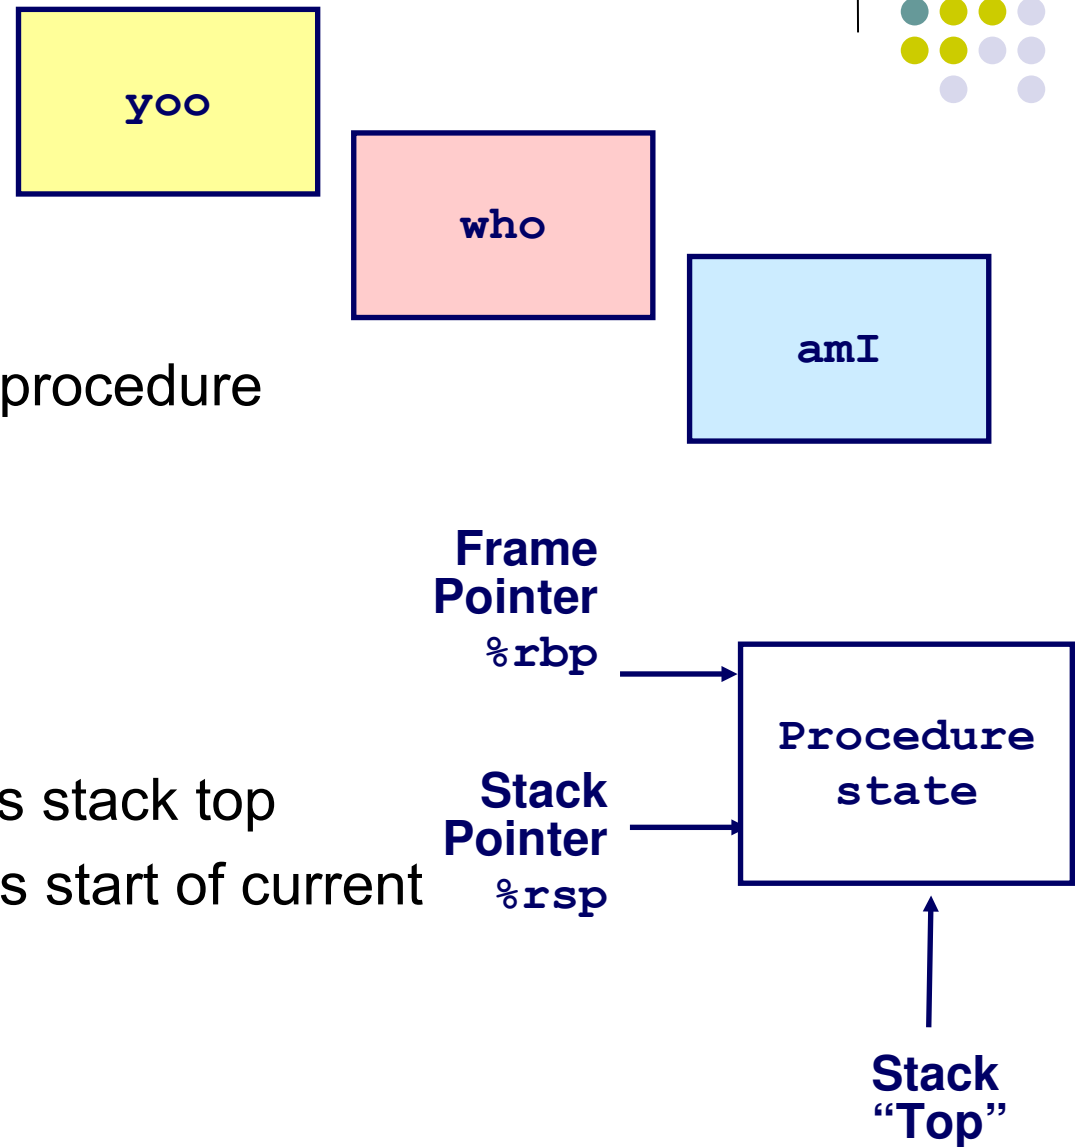 yoo
who
amI
procedure
Frame
Pointer
%rbp
Procedure
state
s stack top
Stack
Pointer
s start of current
%rsp
Stack
“Top”